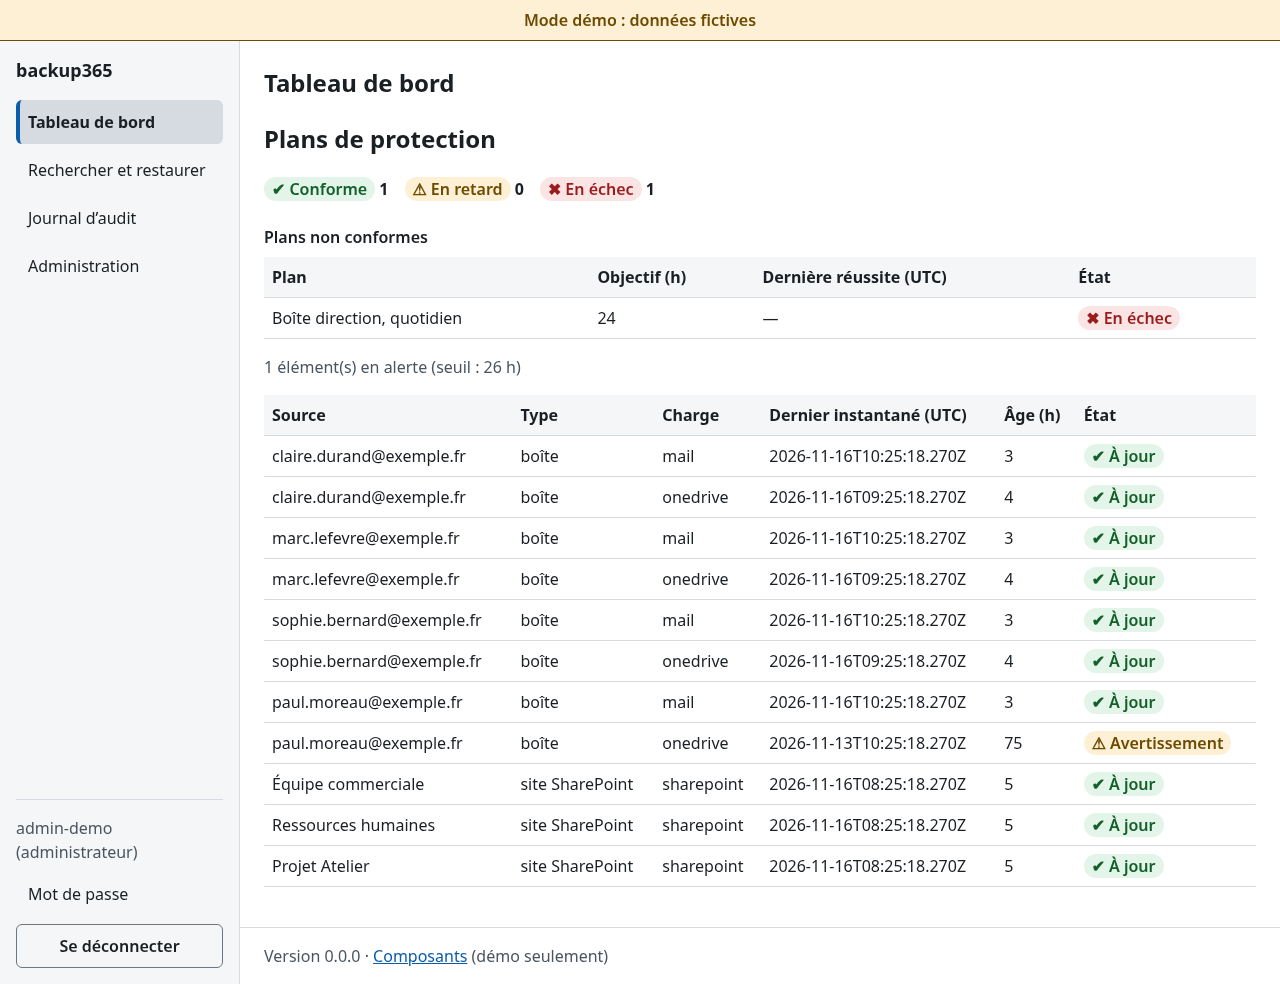 Mode démo : données fictives
backup365
Tableau de bord
Rechercher et restaurer
Journal d’audit
Administration
admin-demo
(administrateur)
Mot de passe
Se déconnecter
Tableau de bord
Plans de protection
✔ Conforme 1 ⚠ En retard 0 ✖ En échec 1
Plans non conformes
Plan Objectif (h) Dernière réussite (UTC) État
Boîte direction, quotidien 24 — ✖ En échec
1 élément(s) en alerte (seuil : 26 h)
Source Type Charge Dernier instantané (UTC) Âge (h) État
claire.durand@exemple.fr boîte mail 2026-11-16T10:25:18.270Z 3 ✔ À jour
claire.durand@exemple.fr boîte onedrive 2026-11-16T09:25:18.270Z 4 ✔ À jour
marc.lefevre@exemple.fr boîte mail 2026-11-16T10:25:18.270Z 3 ✔ À jour
marc.lefevre@exemple.fr boîte onedrive 2026-11-16T09:25:18.270Z 4 ✔ À jour
sophie.bernard@exemple.fr boîte mail 2026-11-16T10:25:18.270Z 3 ✔ À jour
sophie.bernard@exemple.fr boîte onedrive 2026-11-16T09:25:18.270Z 4 ✔ À jour
paul.moreau@exemple.fr boîte mail 2026-11-16T10:25:18.270Z 3 ✔ À jour
paul.moreau@exemple.fr boîte onedrive 2026-11-13T10:25:18.270Z 75 ⚠ Avertissement
Équipe commerciale site SharePoint sharepoint 2026-11-16T08:25:18.270Z 5 ✔ À jour
Ressources humaines site SharePoint sharepoint 2026-11-16T08:25:18.270Z 5 ✔ À jour
Projet Atelier site SharePoint sharepoint 2026-11-16T08:25:18.270Z 5 ✔ À jour
Version 0.0.0 · Composants (démo seulement)